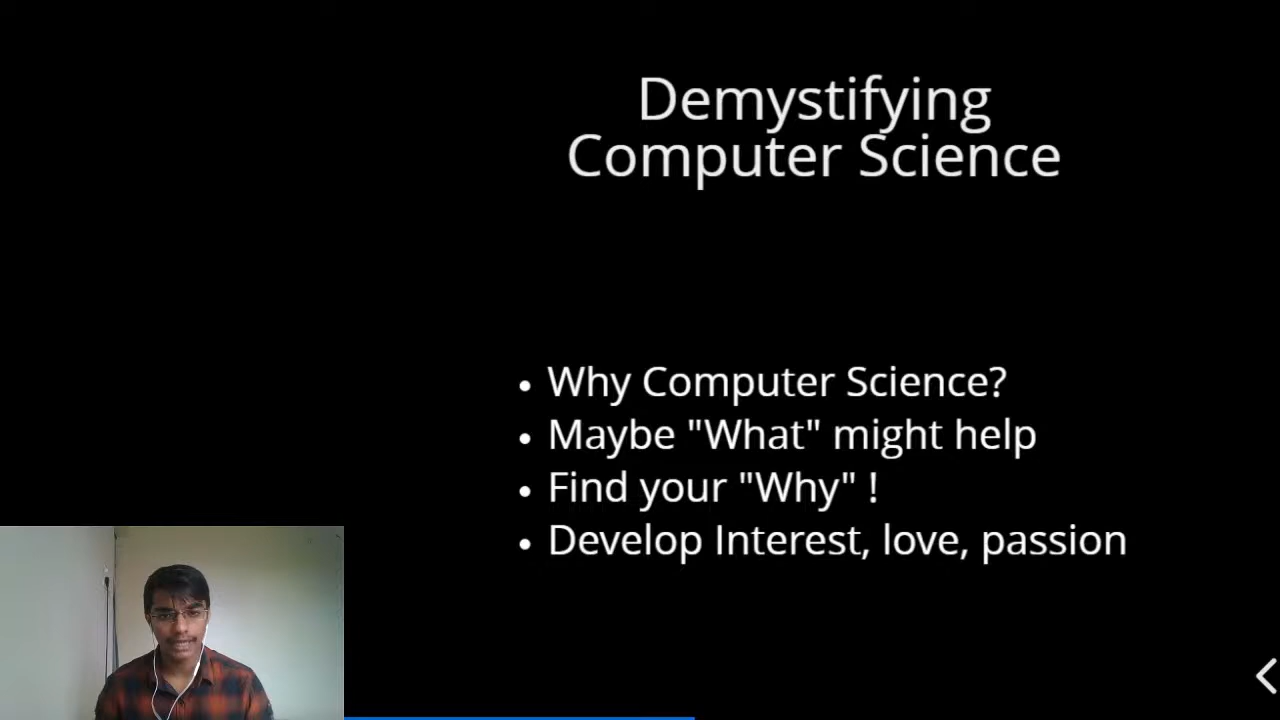 Demystifying
Computer Science
• Why Computer Science?
• Maybe "What" might help
• Find your "Why" !
• Develop Interest, love, passion